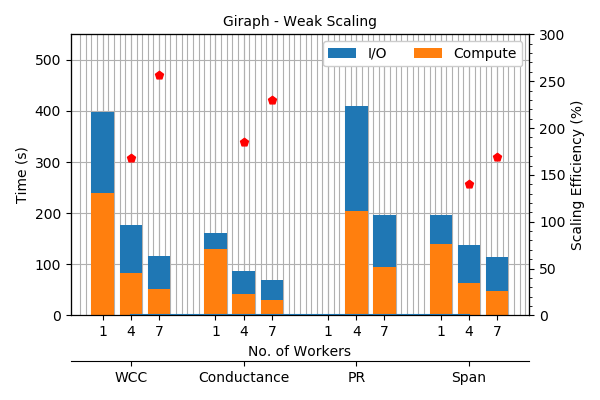 Giraph - Weak Scaling
I/O Compute
Time (s)
500
400
300
200
100
0
300
250
200
150
100
50
0
Scaling Efficiency (%)
1 4 7 1 4 7 1 4 7 1 4 7
No. of Workers
WCC Conductance PR Span